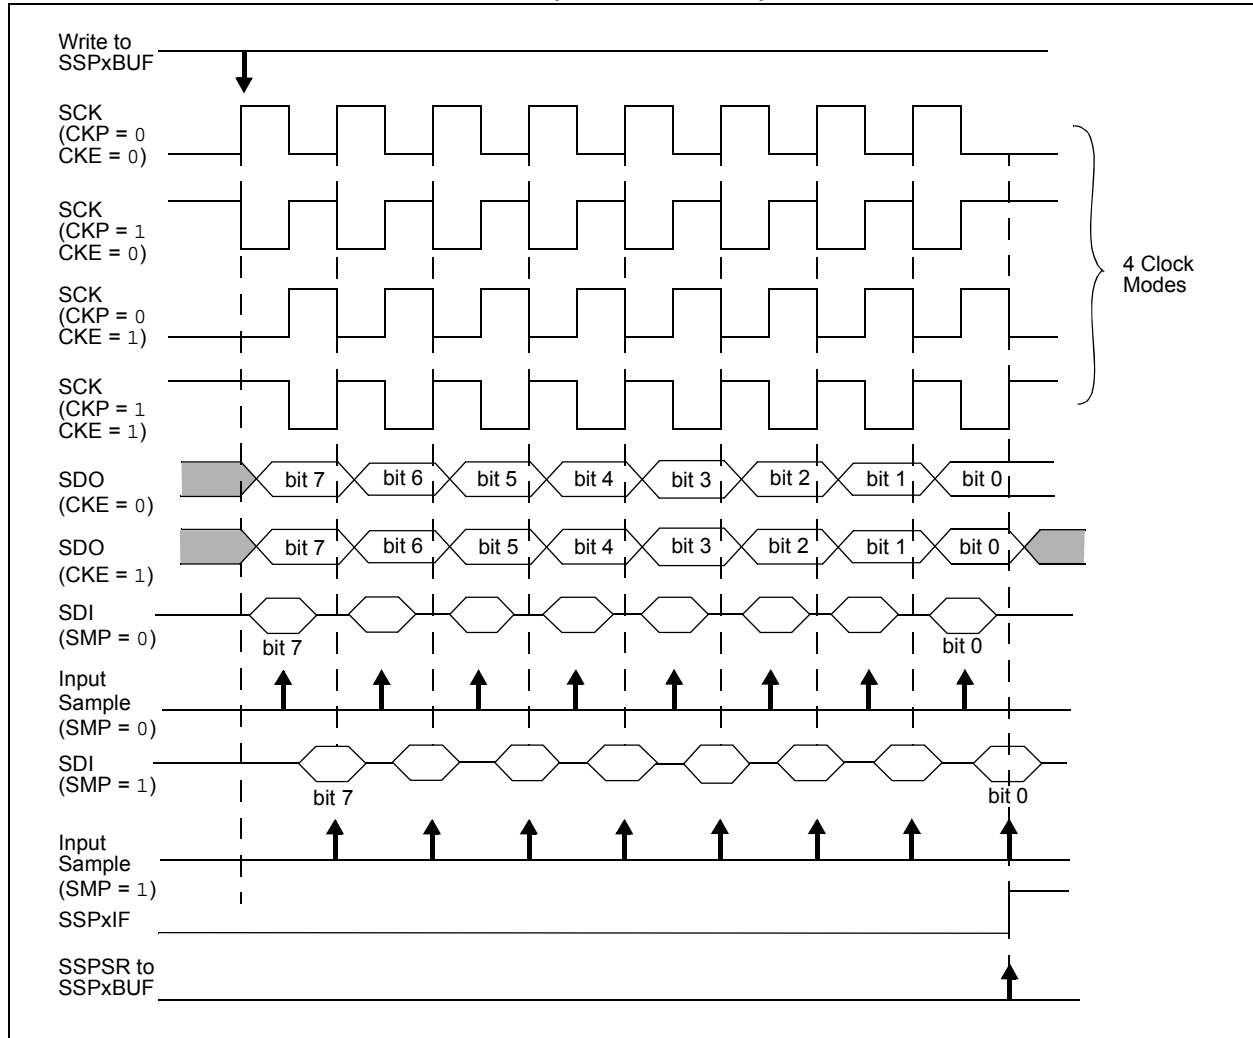 Write to
SSPxBUF
SCK
(CKP = 0
CKE = 0)
SCK
(CKP = 1
CKE = 0)
SCK
(CKP = 0
CKE = 1)
4 Clock
Modes
SCK
(CKP = 1
CKE = 1)
SDO
(CKE = 0)
bit 7 bit 6 bit 5 bit 4 bit 3 bit 2 bit 1 bit 0
SDO
(CKE = 1)
bit 7 bit 6 bit 5 bit 4 bit 3 bit 2 bit 1 bit 0
SDI
(SMP = 0)
bit 7 bit 0
Input
Sample
(SMP = 0)
SDI
(SMP = 1)
bit 7 bit 0
Input
Sample
(SMP = 1)
SSPxIF
SSPSR to
SSPxBUF